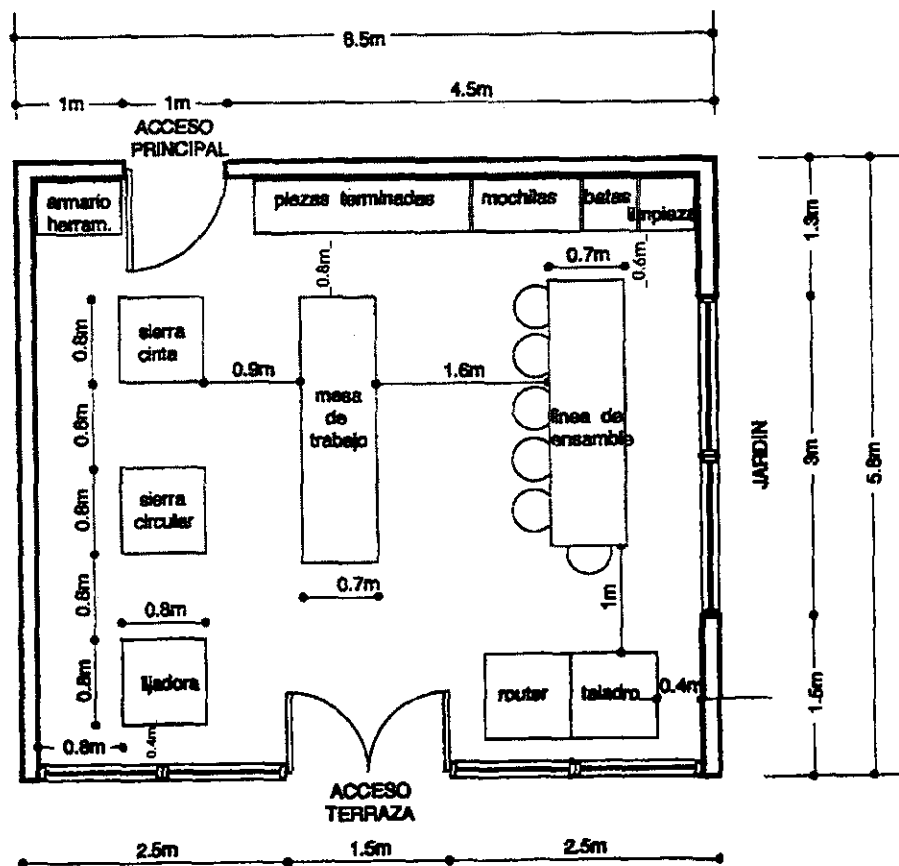 6.5m
1m
1m
4.5m
ACCESO
PRINCIPAL
armario
herram.
piezas terminadas
mochilas
batas
limpieza
0.8m
0.7m
0.6m
1.3m
0.8m
sierra
cinta
0.9m
1.6m
mesa
de
trabajo
línea de
ensamble
0.8m
JARDIN
3m
5.8m
0.8m
sierra
circular
0.7m
1m
0.8m
0.8m
0.8m
lijadora
router
taladro
0.4m
1.5m
0.8m
0.4m
ACCESO
TERRAZA
2.5m
1.5m
2.5m